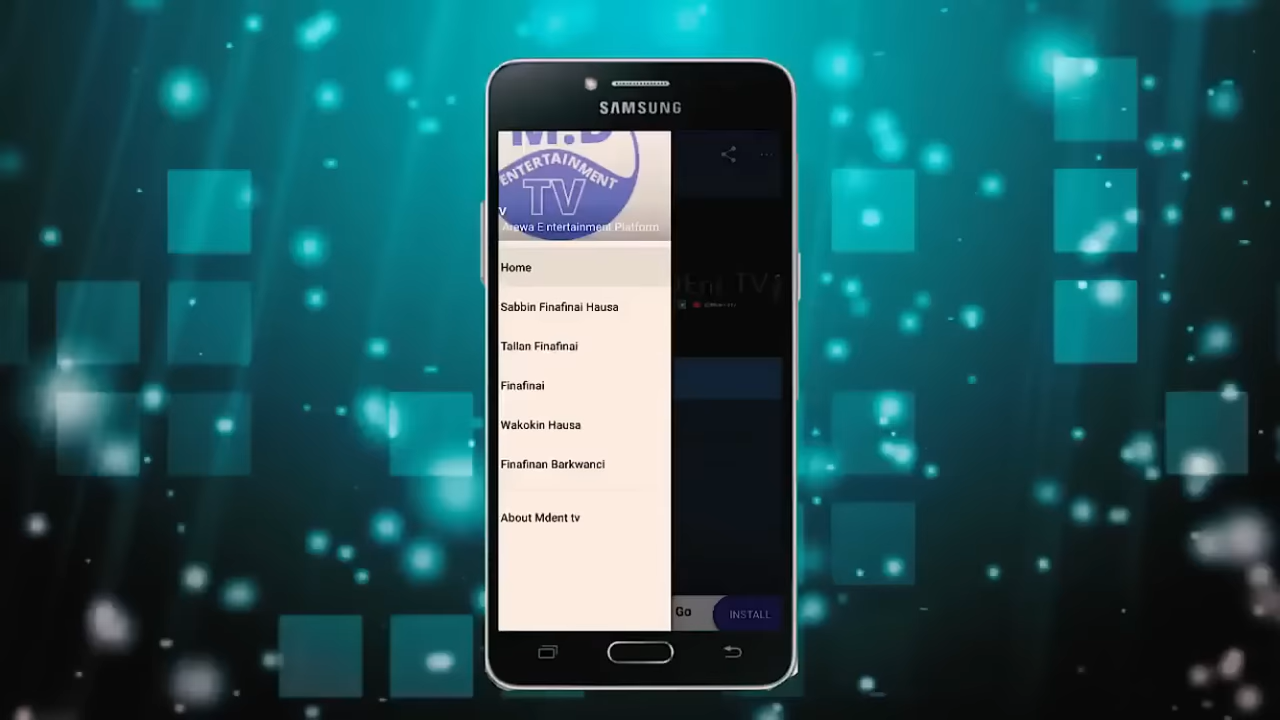 SAMSUNG
M.D
ENTERTAINMENT
TV
V
Arewa Entertainment Platform
Home
Sabbin Finafinai Hausa
Tallan Finafinai
Finafinai
Wakokin Hausa
Finafinan Barkwanci
About Mdent tv
TV
Go
INSTALL